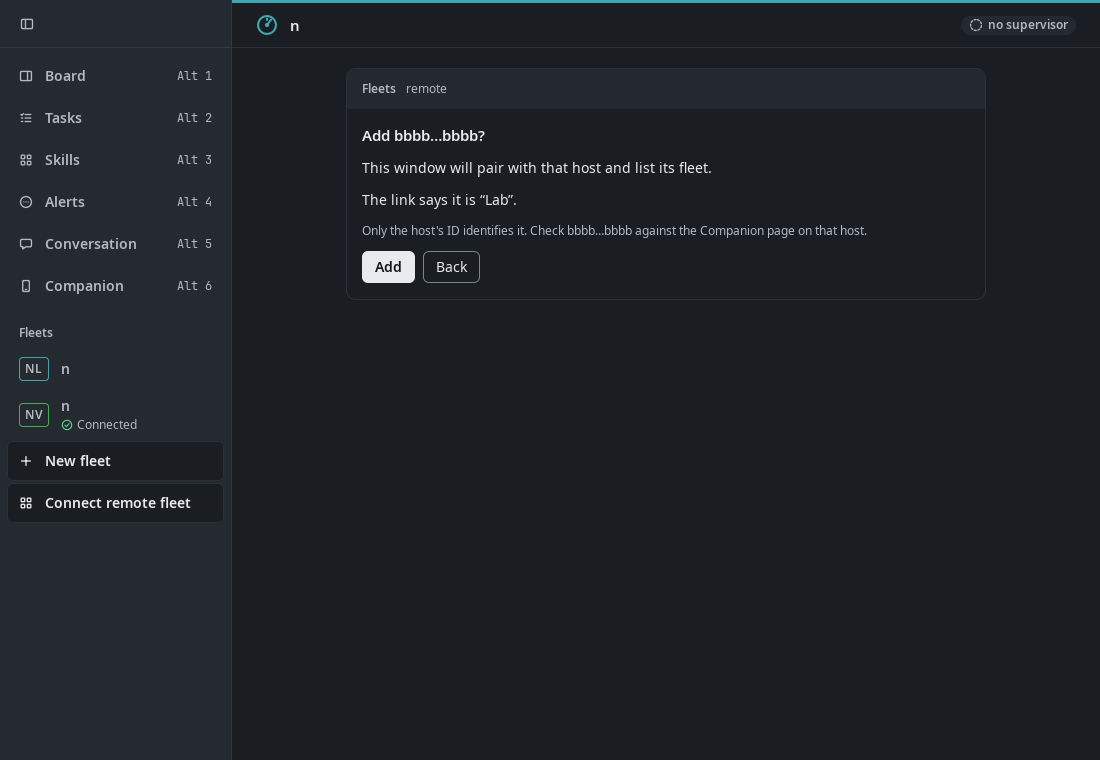 n
no supervisor
Board Alt 1
Tasks Alt 2
Skills Alt 3
Alerts Alt 4
Conversation Alt 5
Companion Alt 6
Fleets
NL n
NV n
Connected
New fleet
Connect remote fleet
Fleets remote
Add bbbb…bbbb?
This window will pair with that host and list its fleet.
The link says it is “Lab”.
Only the host's ID identifies it. Check bbbb…bbbb against the Companion page on that host.
Add Back